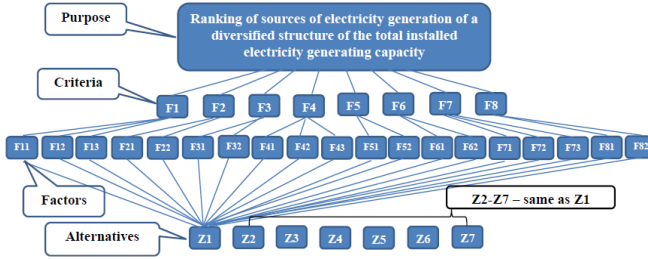 Purpose
Ranking of sources of electricity generation of a
diversified structure of the total installed
electricity generating capacity
Criteria
F1 F2 F3 F4 F5 F6 F7 F8
F11 F12 F13 F21 F22 F31 F32 F41 F42 F43 F51 F52 F61 F62 F71 F72 F73 F81 F82
Factors
Z2-Z7 – same as Z1
Alternatives
Z1 Z2 Z3 Z4 Z5 Z6 Z7